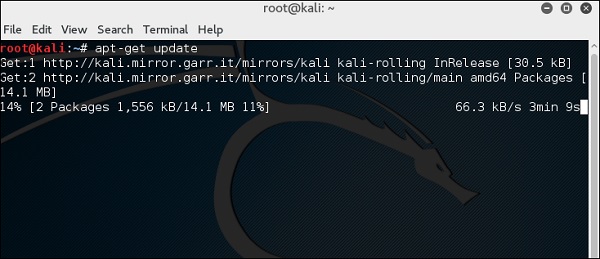 root@kali: ~
File Edit View Search Terminal Help
root@kali:~# apt-get update
Get:1 http://kali.mirror.garr.it/mirrors/kali kali-rolling InRelease [30.5 kB]
Get:2 http://kali.mirror.garr.it/mirrors/kali kali-rolling/main amd64 Packages [
14.1 MB]
14% [2 Packages 1,556 kB/14.1 MB 11%] 66.3 kB/s 3min 9s